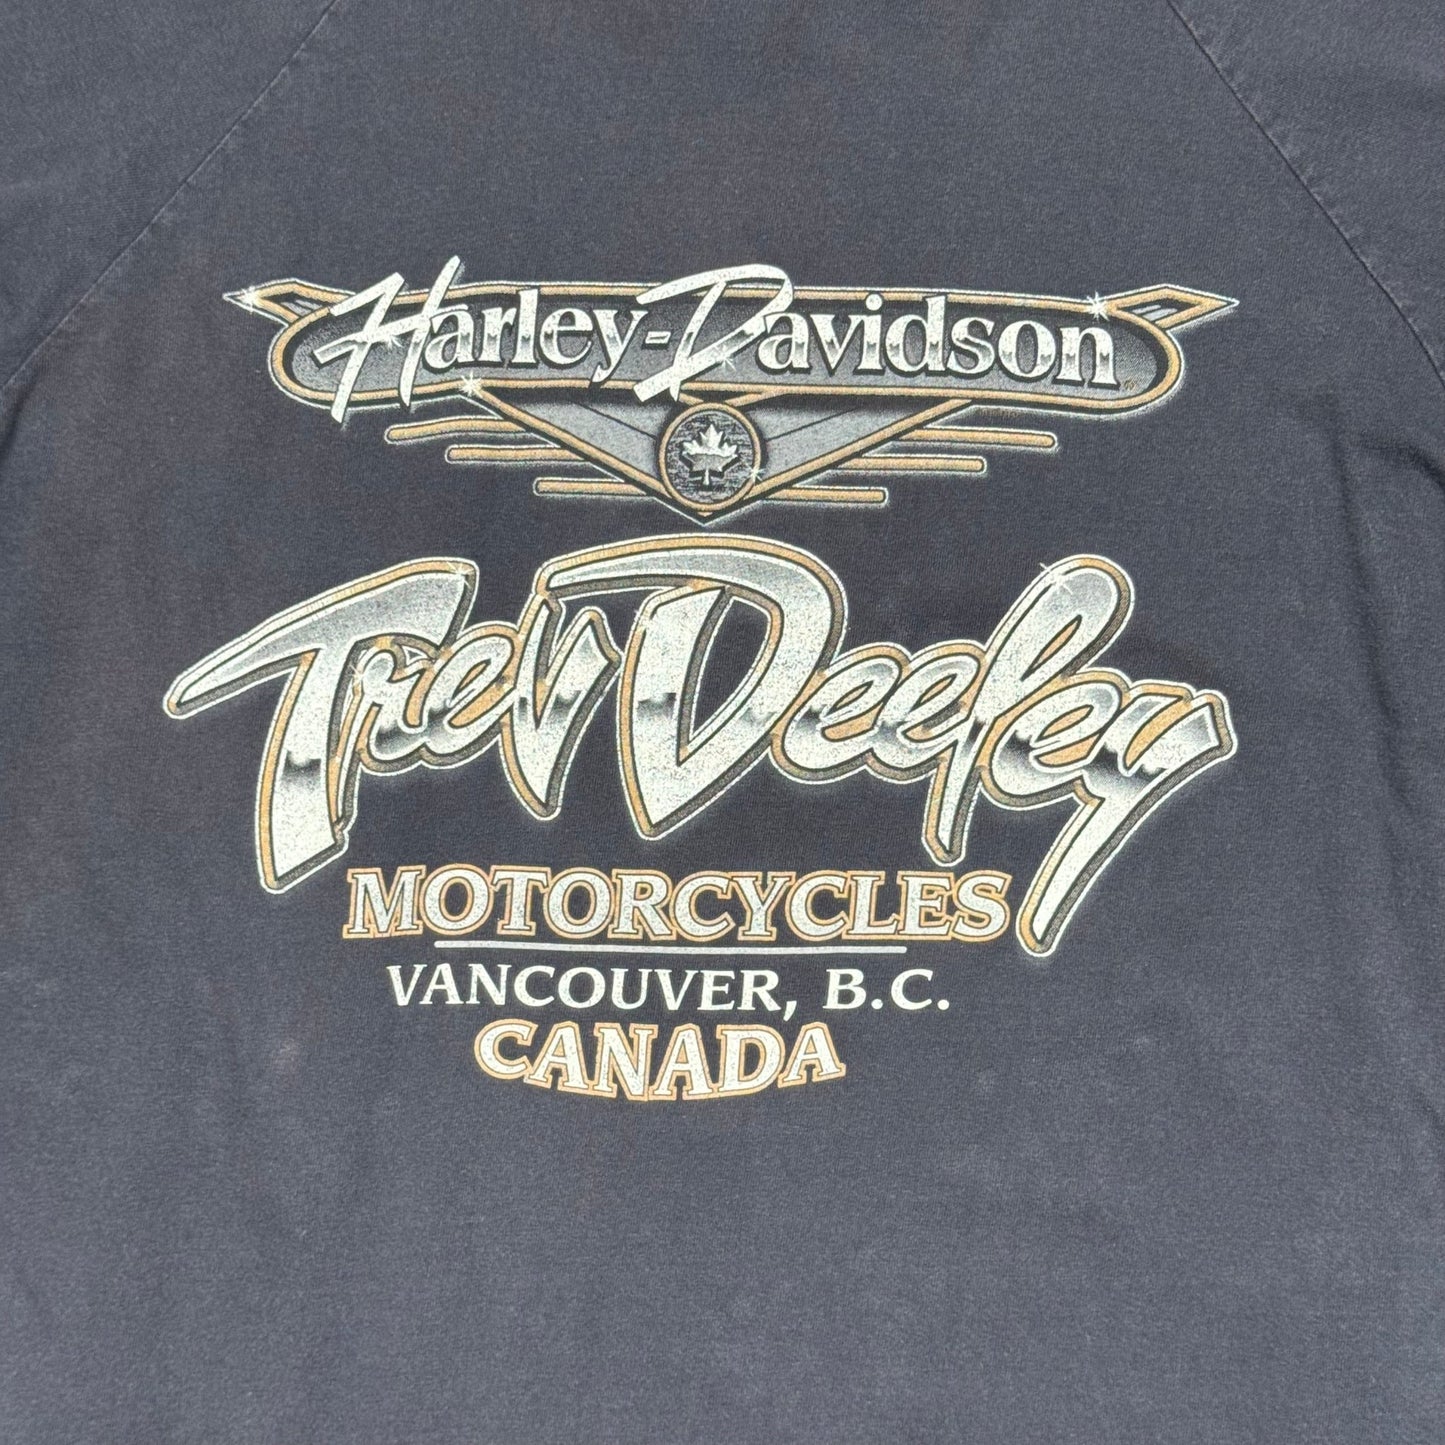 Harley-Davidson
Trev Deeley
MOTORCYCLES
VANCOUVER, B.C.
CANADA